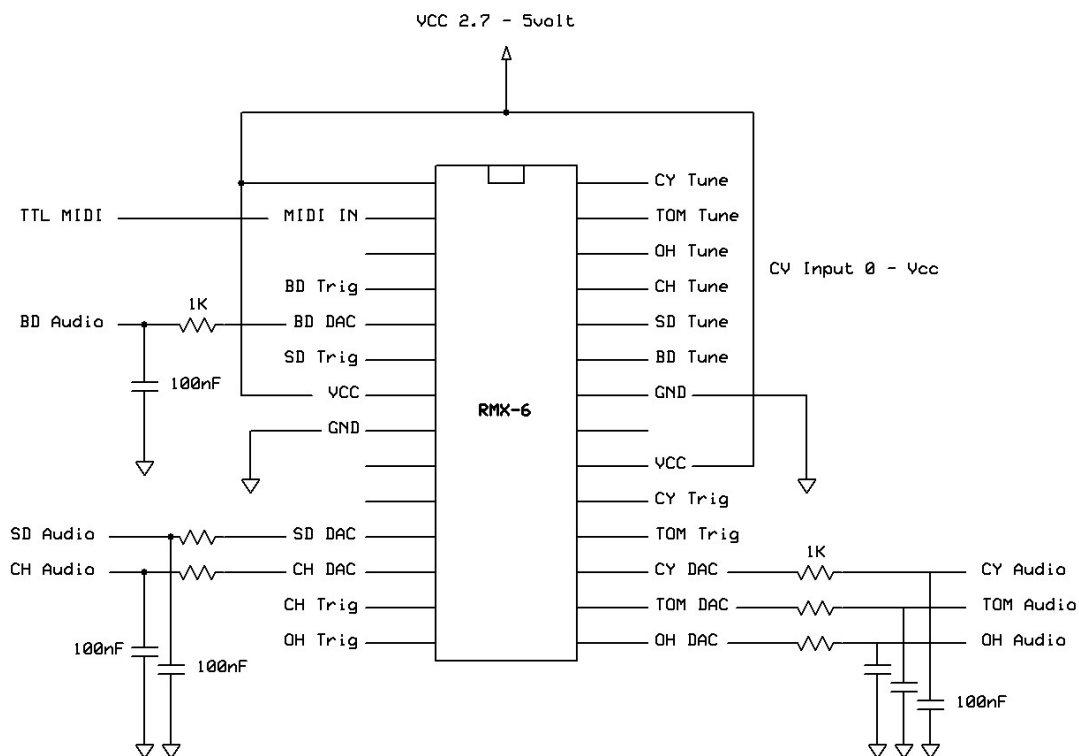 VCC 2.7 - 5volt
CY Tune
TTL MIDI
MIDI IN
TOM Tune
OH Tune
CV Input 0 - Vcc
BD Trig
CH Tune
1K
BD Audio
BD DAC
SD Tune
SD Trig
BD Tune
100nF
VCC
GND
RMX-6
GND
VCC
CY Trig
SD Audio
SD DAC
TOM Trig
1K
CH Audio
CH DAC
CY DAC
CY Audio
CH Trig
TOM DAC
TOM Audio
100nF
OH Trig
OH DAC
OH Audio
100nF
100nF